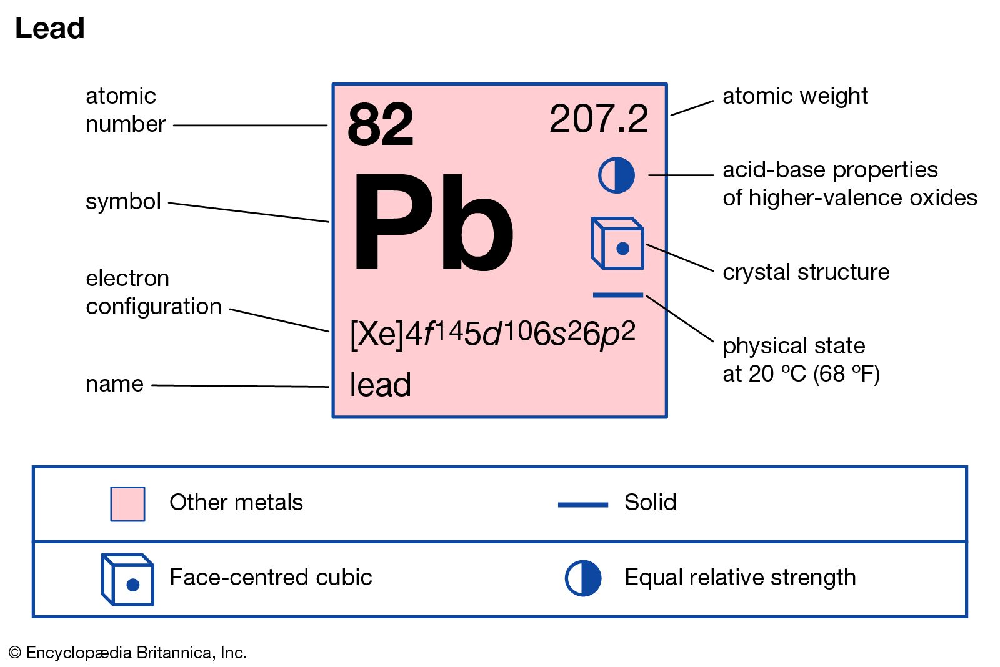 Lead
atomic
number
symbol
electron
configuration
name
82
207.2
Pb
[Xe]4f¹⁴5d¹⁰6s²6p²
lead
atomic weight
acid-base properties
of higher-valence oxides
crystal structure
physical state
at 20 ºC (68 ºF)
Other metals
Solid
Face-centred cubic
Equal relative strength
© Encyclopædia Britannica, Inc.